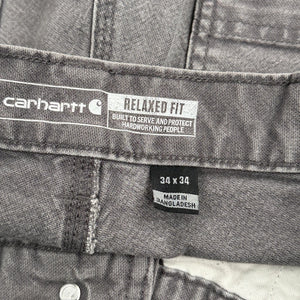 carhartt
RELAXED FIT
BUILT TO SERVE AND PROTECT
HARDWORKING PEOPLE
34 x 34
MADE IN
BANGLADESH